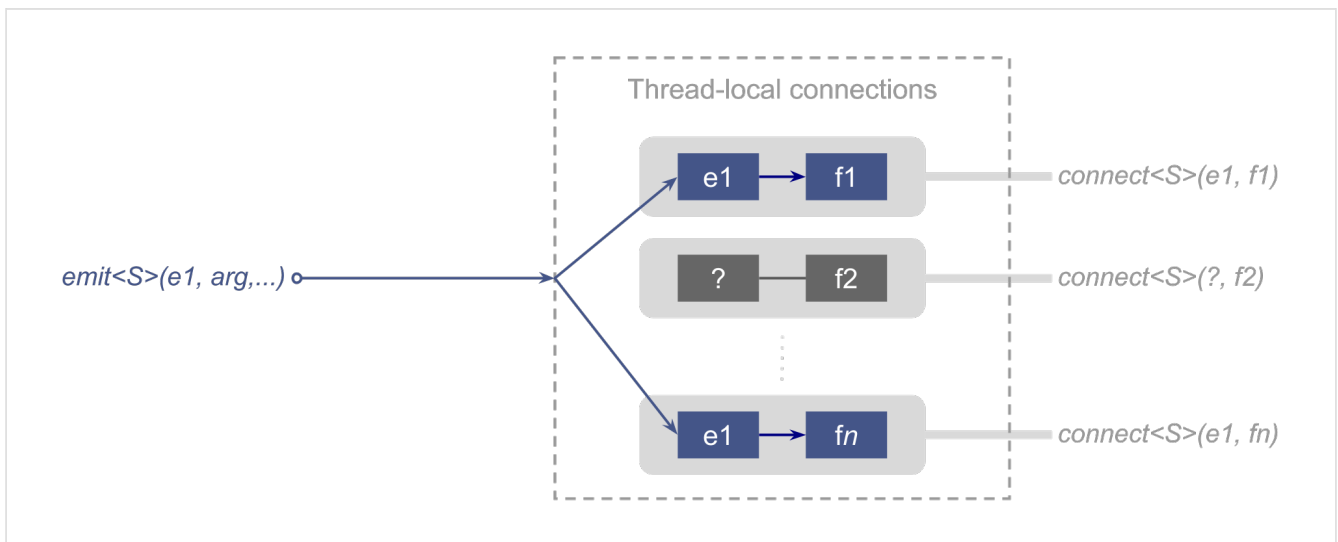 Thread-local connections
e1 f1 connect<S>(e1, f1)
emit<S>(e1, arg,...) ? f2 connect<S>(?, f2)
e1 fn connect<S>(e1, fn)